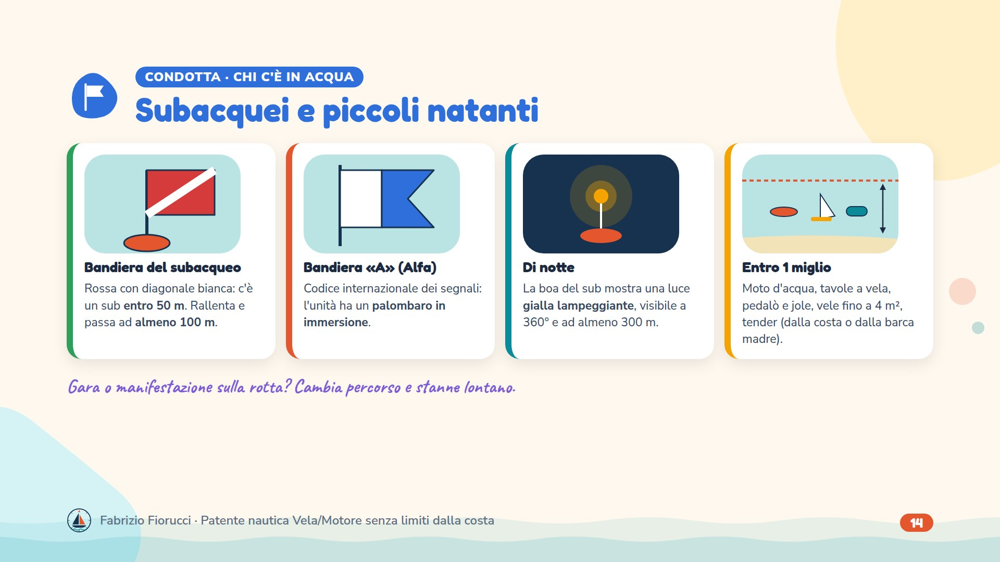 CONDOTTA · CHI C'È IN ACQUA
Subacquei e piccoli natanti
Bandiera del subacqueo
Rossa con diagonale bianca: c'è
un sub entro 50 m. Rallenta e
passa ad almeno 100 m.
Bandiera «A» (Alfa)
Codice internazionale dei segnali:
l'unità ha un palombaro in
immersione.
Di notte
La boa del sub mostra una luce
gialla lampeggiante, visibile a
360° e ad almeno 300 m.
Entro 1 miglio
Moto d'acqua, tavole a vela,
pedalò e jole, vele fino a 4 m²,
tender (dalla costa o dalla barca
madre).
Gara o manifestazione sulla rotta? Cambia percorso e stanne lontano.
Fabrizio Fiorucci · Patente nautica Vela/Motore senza limiti dalla costa
14